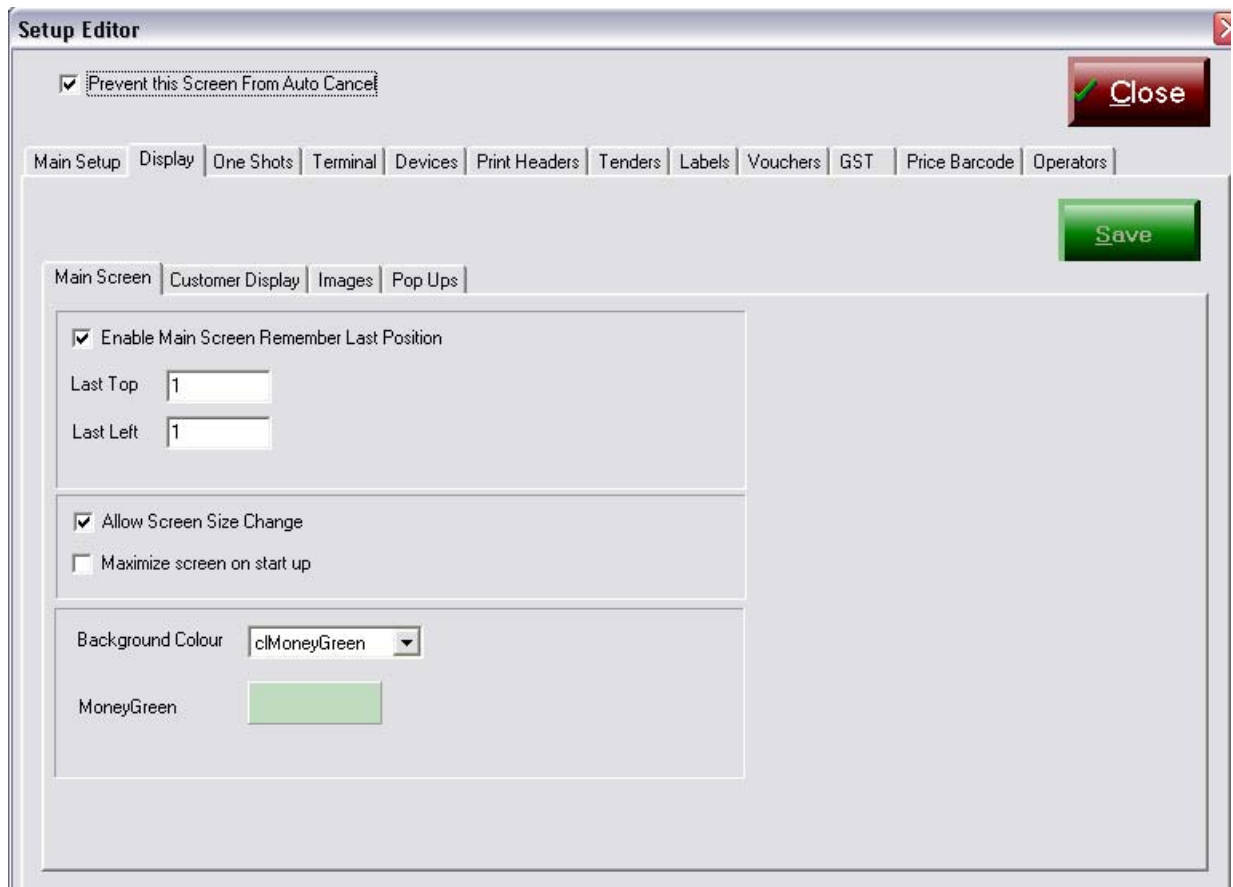 Setup Editor
Prevent this Screen From Auto Cancel
Close
Main Setup Display One Shots Terminal Devices Print Headers Tenders Labels Vouchers GST Price Barcode Operators
Save
Main Screen Customer Display Images Pop Ups
Enable Main Screen Remember Last Position
Last Top 1
Last Left 1
Allow Screen Size Change
Maximize screen on start up
Background Colour clMoneyGreen
MoneyGreen